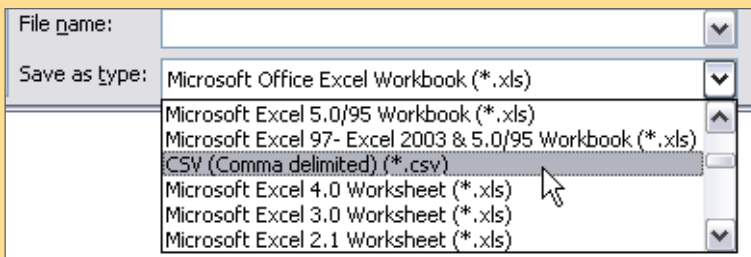 File name:
Save as type: Microsoft Office Excel Workbook (*.xls)
Microsoft Excel 5.0/95 Workbook (*.xls)
Microsoft Excel 97- Excel 2003 & 5.0/95 Workbook (*.xls)
CSV (Comma delimited) (*.csv)
Microsoft Excel 4.0 Worksheet (*.xls)
Microsoft Excel 3.0 Worksheet (*.xls)
Microsoft Excel 2.1 Worksheet (*.xls)